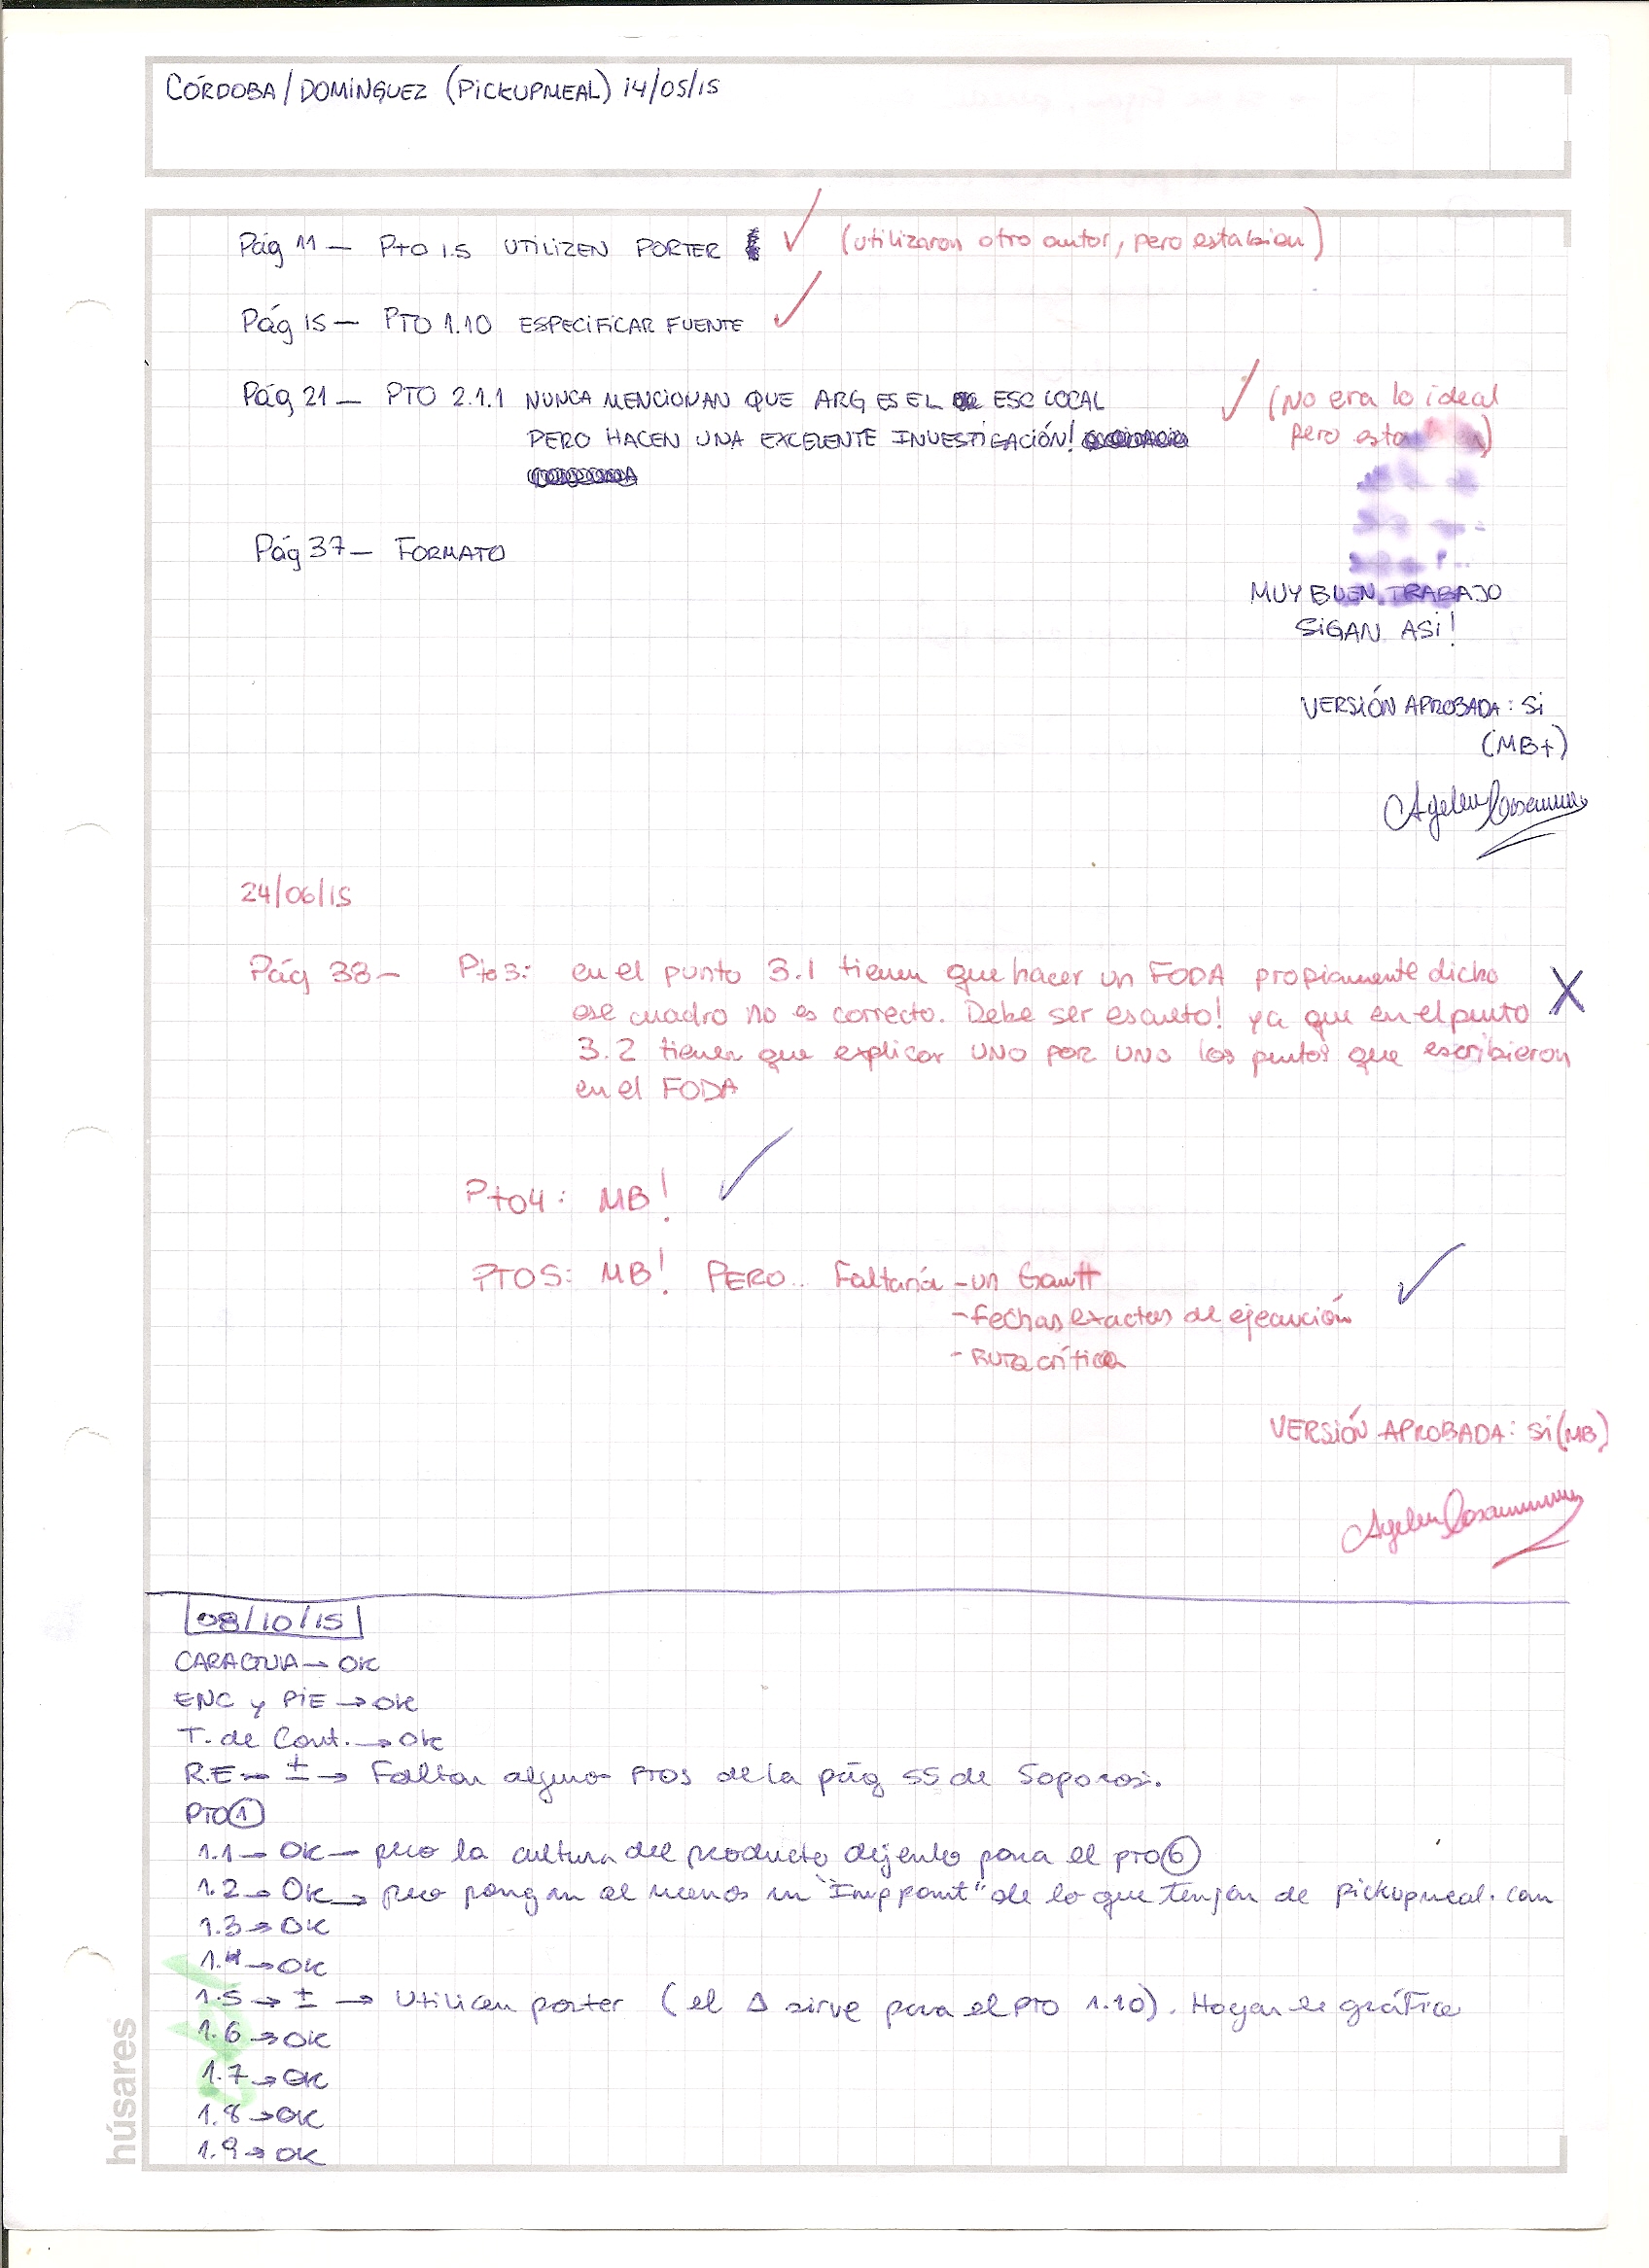 CÓRDOBA/DOMÍNGUEZ (PICKUPMEAL) 14/05/15
Pág 11 — Pto 1.5 UTILIZEN PORTER ✓ (utilizaron otro autor, pero esta bien)
Pág 15 — PTO 1.10 ESPECIFICAR FUENTE ✓
Pág 21 — PTO 2.1.1 NUNCA MENCIONAN QUE ARG ES EL ESC LOCAL ✓ (No era lo ideal
PERO HACEN UNA EXCELENTE INVESTIGACIÓN! pero esta
Pág 37 — FORMATO
MUY BUEN TRABAJO
SIGAN ASI!
VERSIÓN APROBADA: Si
(MB+)
24/06/15
Pág 38 — Pto 3: en el punto 3.1 tienen que hacer un FODA propiamente dicho X
ese cuadro no es correcto. Debe ser escueto! ya que en el punto
3.2 tienen que explicar UNO POR UNO los puntos que escribieron
en el FODA
Pto 4: MB! ✓
PTO 5: MB! PERO.. Faltaría - un Gantt ✓
- Fechas exactas de ejecución
- RUTA crítica
VERSIÓN APROBADA: Si (MB)
08/10/15
CARATULA → OK
ENC y PIE → OK
T. de Cont. → OK
R.E → ± → Faltan algunos PTOS de la pág 55 de Soporosi.
PTO ①
1.1 — OK — pero la cultura del producto dejenlo para el pto ⑥
1.2 → OK → pero pongan al menos un "Imp pant" de lo que tengan de pickupmeal.com
1.3 → OK
1.4 → OK
1.5 → ± → Utilicen porter (el Δ sirve para el PTO 1.10). Hagan el gráfico
1.6 → OK
1.7 → OK
1.8 → OK
1.9 → OK
húsares